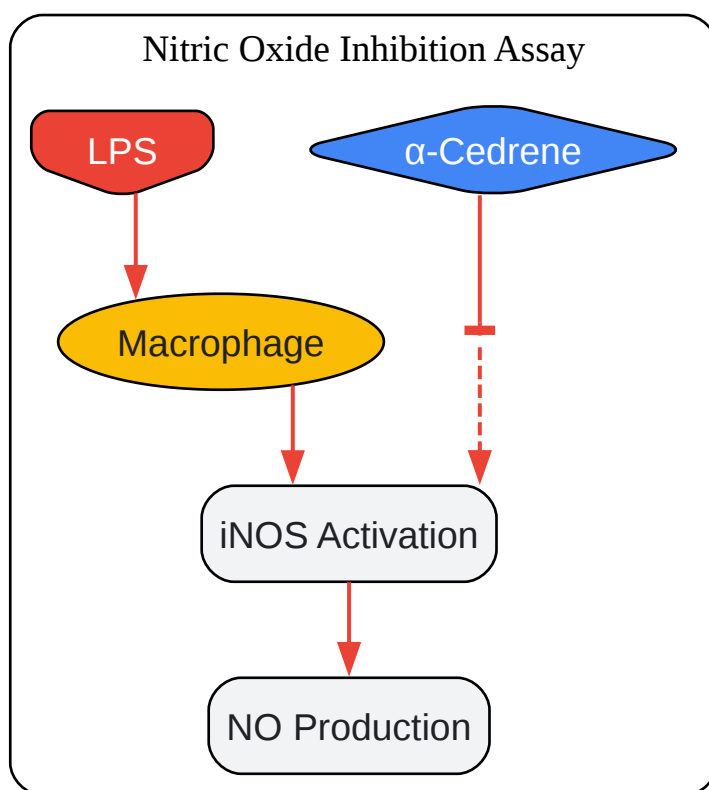 Nitric Oxide Inhibition Assay
LPS
α-Cedrene
Macrophage
iNOS Activation
NO Production